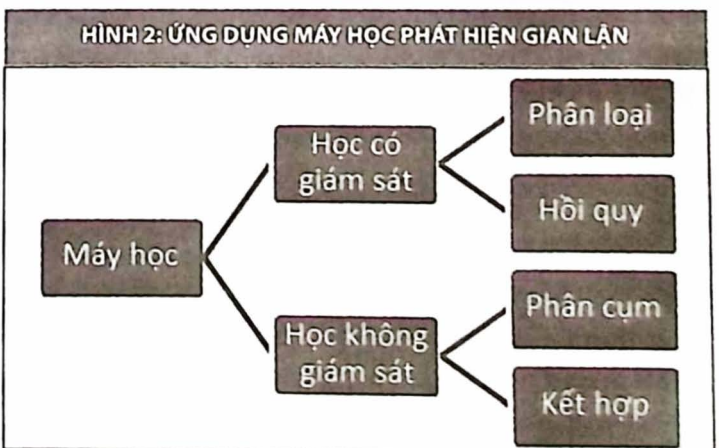 HÌNH 2: ỨNG DỤNG MÁY HỌC PHÁT HIỆN GIAN LẬN
Máy học
Học có
giám sát
Phân loại
Hồi quy
Học không
giám sát
Phân cụm
Kết hợp